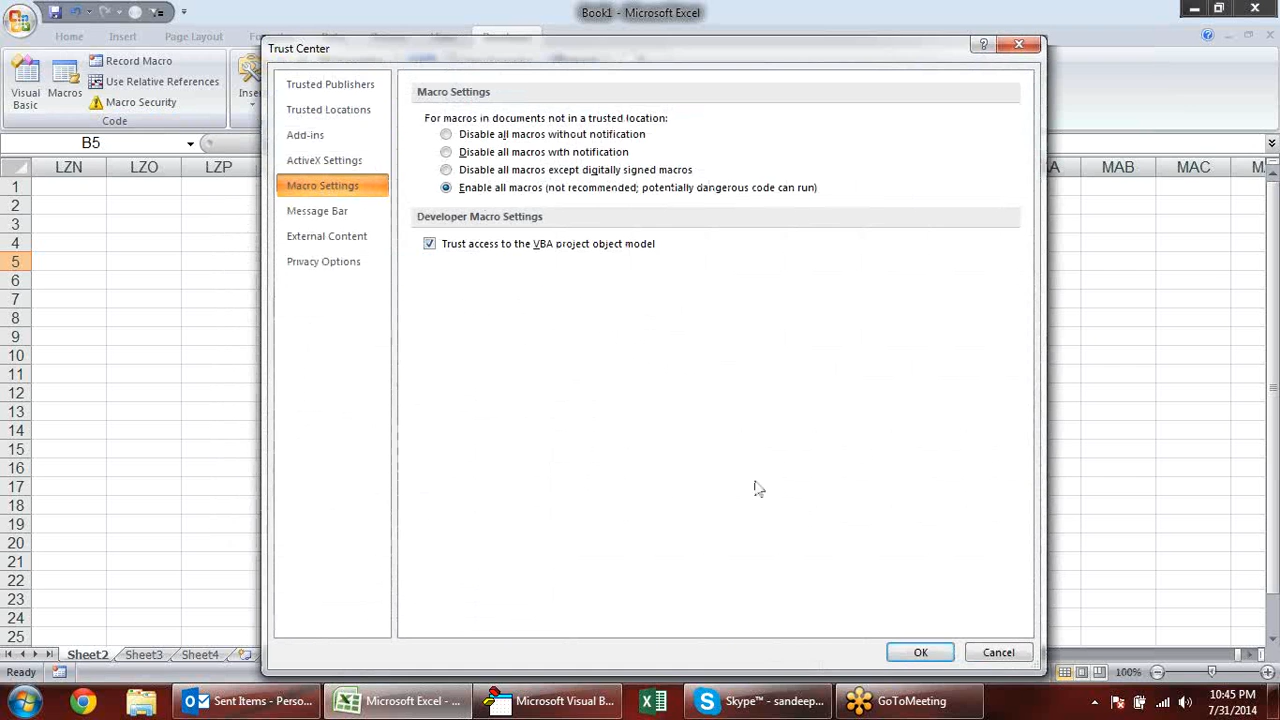 Book1 - Microsoft Excel
Home Insert Page Layout
Trust Center
Visual Basic
Macros
Record Macro
Use Relative References
Macro Security
Code
B5
LZN LZO LZP MAB MAC
1
2
3
4
5
6
7
8
9
10
11
12
13
14
15
16
17
18
19
20
21
22
23
24
25
Trusted Publishers
Trusted Locations
Add-ins
ActiveX Settings
Macro Settings
Message Bar
External Content
Privacy Options
Macro Settings
For macros in documents not in a trusted location:
Disable all macros without notification
Disable all macros with notification
Disable all macros except digitally signed macros
Enable all macros (not recommended; potentially dangerous code can run)
Developer Macro Settings
Trust access to the VBA project object model
OK Cancel
Sheet2 Sheet3 Sheet4
Ready 100%
Sent Items - Perso... Microsoft Excel - ... Microsoft Visual B... Skype™ - sandeep... GoToMeeting
10:45 PM
7/31/2014